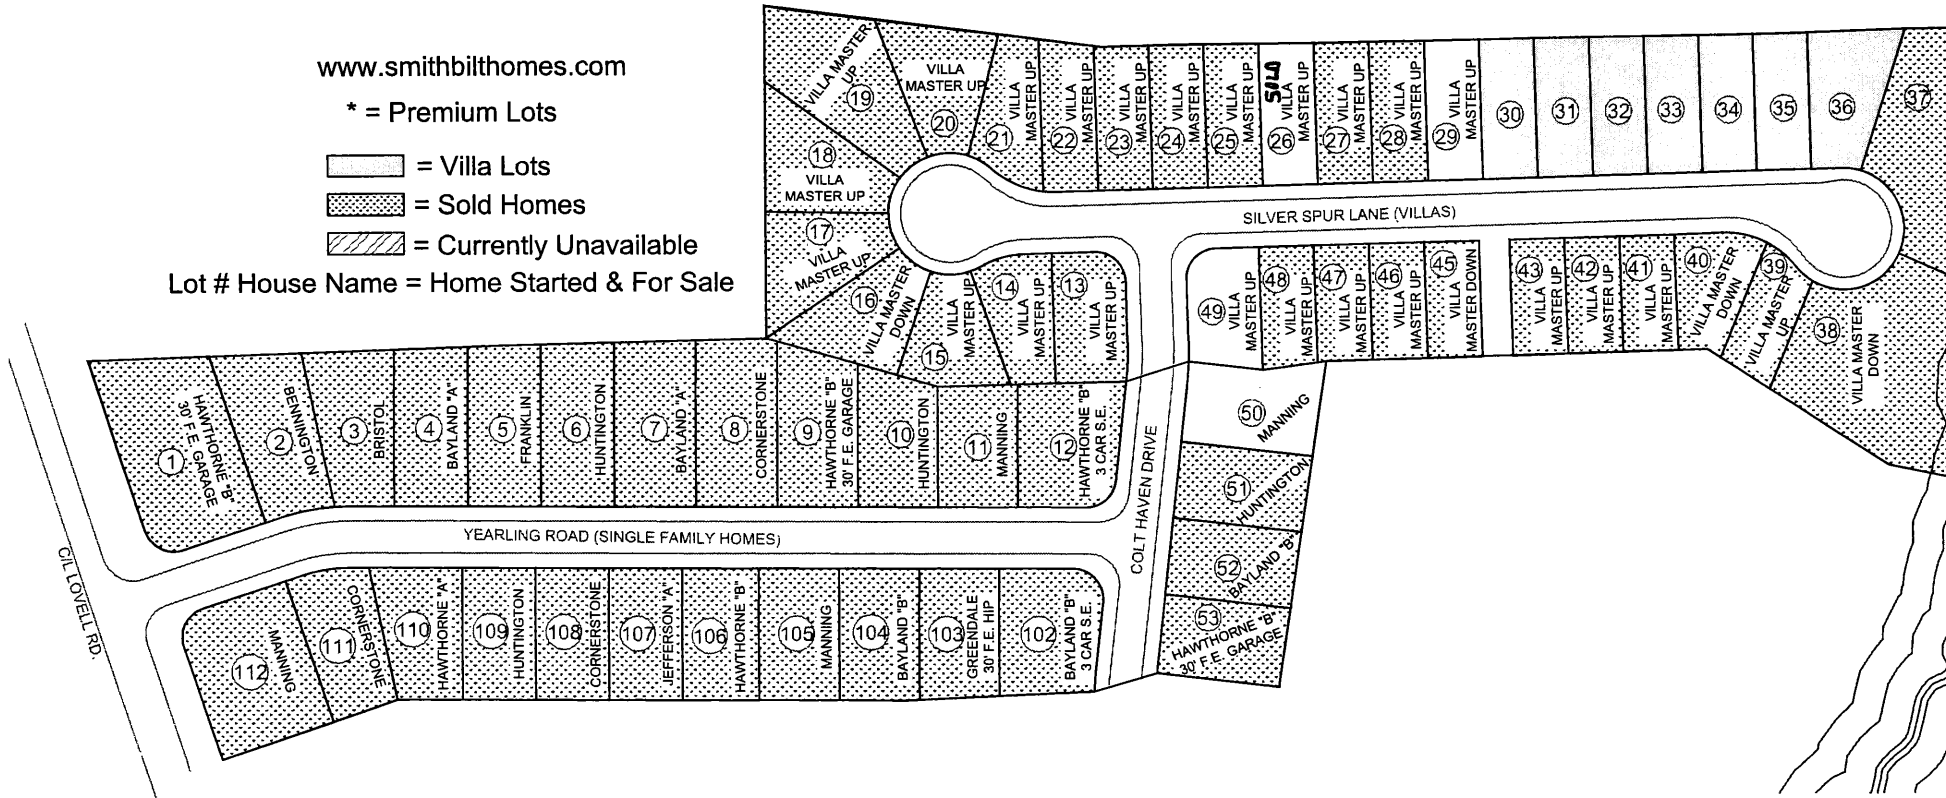 www.smithbilthomes.com
* = Premium Lots
= Villa Lots
= Sold Homes
= Currently Unavailable
Lot # House Name = Home Started & For Sale
19 VILLA MASTER
UP
20 VILLA
MASTER UP
21 VILLA
MASTER UP
22 VILLA
MASTER UP
23 VILLA
MASTER UP
24 VILLA
MASTER UP
25 VILLA
MASTER UP
SOLD
26 VILLA
MASTER UP
27 VILLA
MASTER UP
28 VILLA
MASTER UP
29 VILLA
MASTER UP
30
31
32
33
34
35
36
37
18
VILLA
MASTER UP
17
VILLA
MASTER UP
16
VILLA MASTER
DOWN
15
VILLA
MASTER UP
14
VILLA
MASTER UP
13
VILLA
MASTER UP
SILVER SPUR LANE (VILLAS)
49
VILLA
MASTER UP
48
VILLA
MASTER UP
47
VILLA
MASTER UP
46
VILLA
MASTER UP
45
VILLA
MASTER DOWN
43
VILLA
MASTER UP
42
VILLA
MASTER UP
41
VILLA
MASTER UP
40
VILLA MASTER
DOWN
39
VILLA MASTER
UP
38
VILLA MASTER
DOWN
1
HAWTHORNE "B"
30' F.E. GARAGE
2
BENNINGTON
3
BRISTOL
4
BAYLAND "A"
5
FRANKLIN
6
HUNTINGTON
7
BAYLAND "A"
8
CORNERSTONE
9
HAWTHORNE "B"
30' F.E. GARAGE
10
HUNTINGTON
11
MANNING
12
HAWTHORNE "B"
3 CAR S.E.
50
MANNING
51
HUNTINGTON
52
BAYLAND "B"
53
HAWTHORNE "B"
30' F.E. GARAGE
COLT HAVEN DRIVE
YEARLING ROAD (SINGLE FAMILY HOMES)
C/L LOVELL RD.
112
MANNING
111
CORNERSTONE
110
HAWTHORNE "A"
109
HUNTINGTON
108
CORNERSTONE
107
JEFFERSON "A"
106
HAWTHORNE "B"
105
MANNING
104
BAYLAND "B"
103
GREENDALE
30' F.E. HIP
102
BAYLAND "B"
3 CAR S.E.